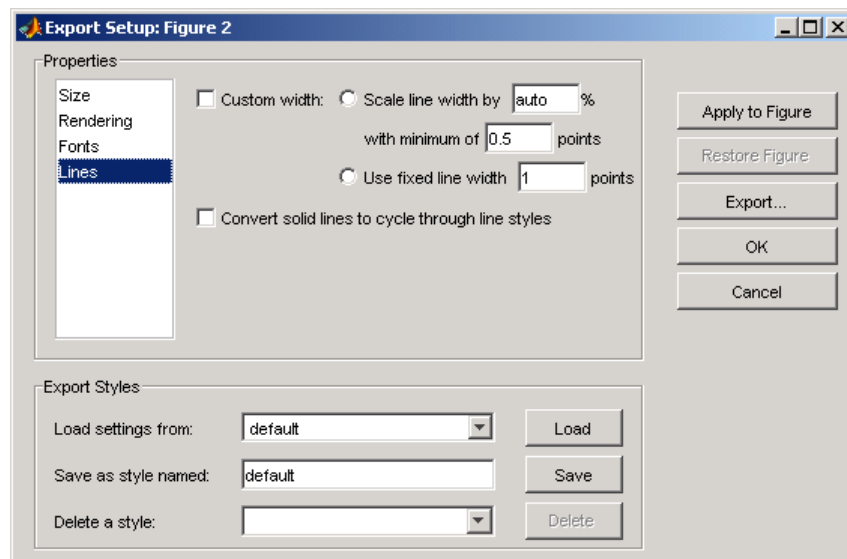 Export Setup: Figure 2
Properties
Size
Rendering
Fonts
Lines
Custom width: Scale line width by auto %
with minimum of 0.5 points
Use fixed line width 1 points
Convert solid lines to cycle through line styles
Apply to Figure
Restore Figure
Export...
OK
Cancel
Export Styles
Load settings from: default Load
Save as style named: default Save
Delete a style: Delete